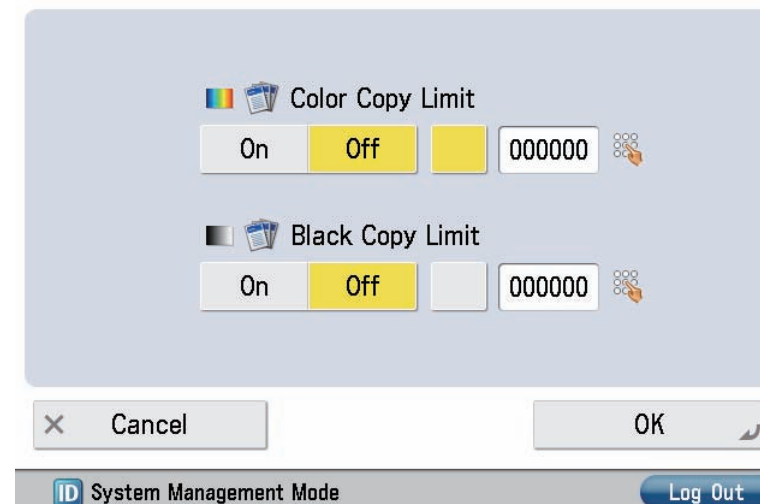 Color Copy Limit
On Off 000000
Black Copy Limit
On Off 000000
Cancel OK
ID System Management Mode Log Out